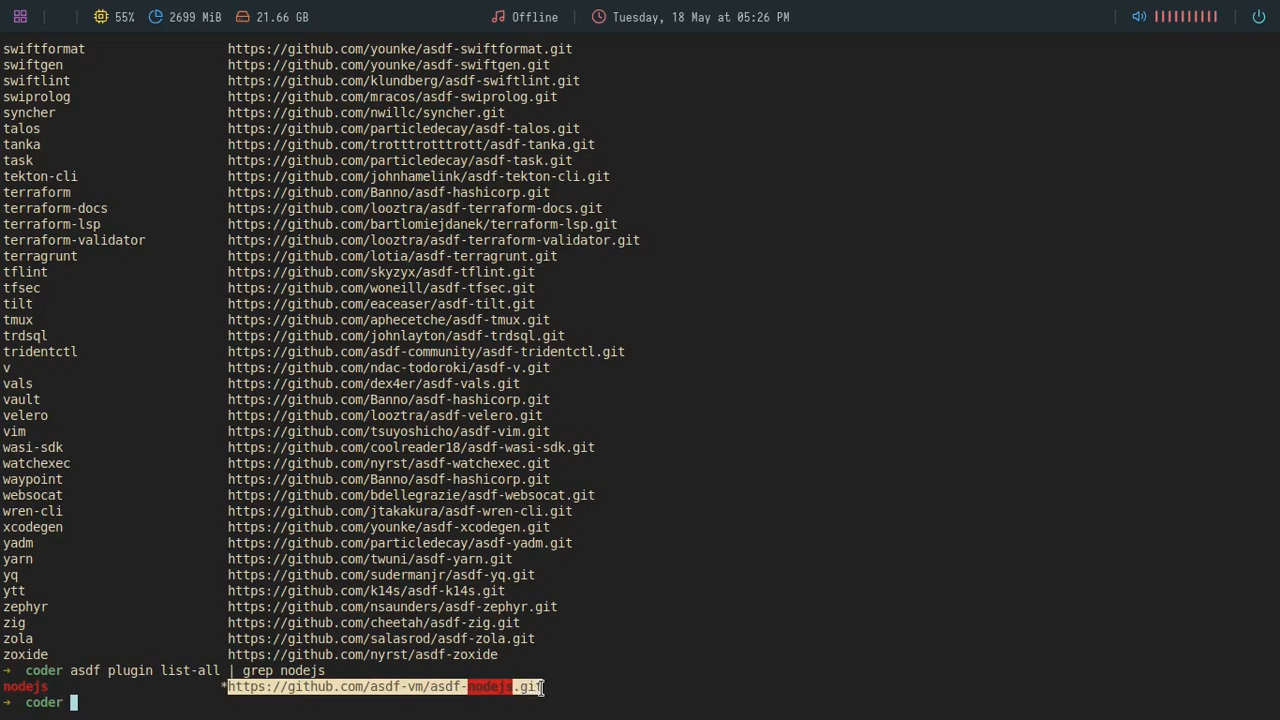 55% 2699 MiB 21.66 GB Offline Tuesday, 18 May at 05:26 PM
swiftformat https://github.com/younke/asdf-swiftformat.git
swiftgen https://github.com/younke/asdf-swiftgen.git
swiftlint https://github.com/klundberg/asdf-swiftlint.git
swiprolog https://github.com/mracos/asdf-swiprolog.git
syncher https://github.com/nwillc/syncher.git
talos https://github.com/particledecay/asdf-talos.git
tanka https://github.com/trotttrotttrott/asdf-tanka.git
task https://github.com/particledecay/asdf-task.git
tekton-cli https://github.com/johnhamelink/asdf-tekton-cli.git
terraform https://github.com/Banno/asdf-hashicorp.git
terraform-docs https://github.com/looztra/asdf-terraform-docs.git
terraform-lsp https://github.com/bartlomiejdanek/terraform-lsp.git
terraform-validator https://github.com/looztra/asdf-terraform-validator.git
terragrunt https://github.com/lotia/asdf-terragrunt.git
tflint https://github.com/skyzyx/asdf-tflint.git
tfsec https://github.com/woneill/asdf-tfsec.git
tilt https://github.com/eaceaser/asdf-tilt.git
tmux https://github.com/aphecetche/asdf-tmux.git
trdsql https://github.com/johnlayton/asdf-trdsql.git
tridentctl https://github.com/asdf-community/asdf-tridentctl.git
v https://github.com/ndac-todoroki/asdf-v.git
vals https://github.com/dex4er/asdf-vals.git
vault https://github.com/Banno/asdf-hashicorp.git
velero https://github.com/looztra/asdf-velero.git
vim https://github.com/tsuyoshicho/asdf-vim.git
wasi-sdk https://github.com/coolreader18/asdf-wasi-sdk.git
watchexec https://github.com/nyrst/asdf-watchexec.git
waypoint https://github.com/Banno/asdf-hashicorp.git
websocat https://github.com/bdellegrazie/asdf-websocat.git
wren-cli https://github.com/jtakakura/asdf-wren-cli.git
xcodegen https://github.com/younke/asdf-xcodegen.git
yadm https://github.com/particledecay/asdf-yadm.git
yarn https://github.com/twuni/asdf-yarn.git
yq https://github.com/sudermanjr/asdf-yq.git
ytt https://github.com/k14s/asdf-k14s.git
zephyr https://github.com/nsaunders/asdf-zephyr.git
zig https://github.com/cheetah/asdf-zig.git
zola https://github.com/salasrod/asdf-zola.git
zoxide https://github.com/nyrst/asdf-zoxide
→ coder asdf plugin list-all | grep nodejs
nodejs *https://github.com/asdf-vm/asdf-nodejs.git
→ coder